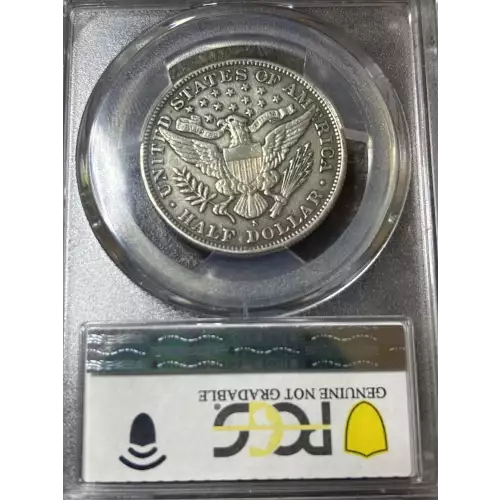 UNITED STATES OF AMERICA
· HALF DOLLAR ·
GENUINE NOT GRADABLE
PCGS